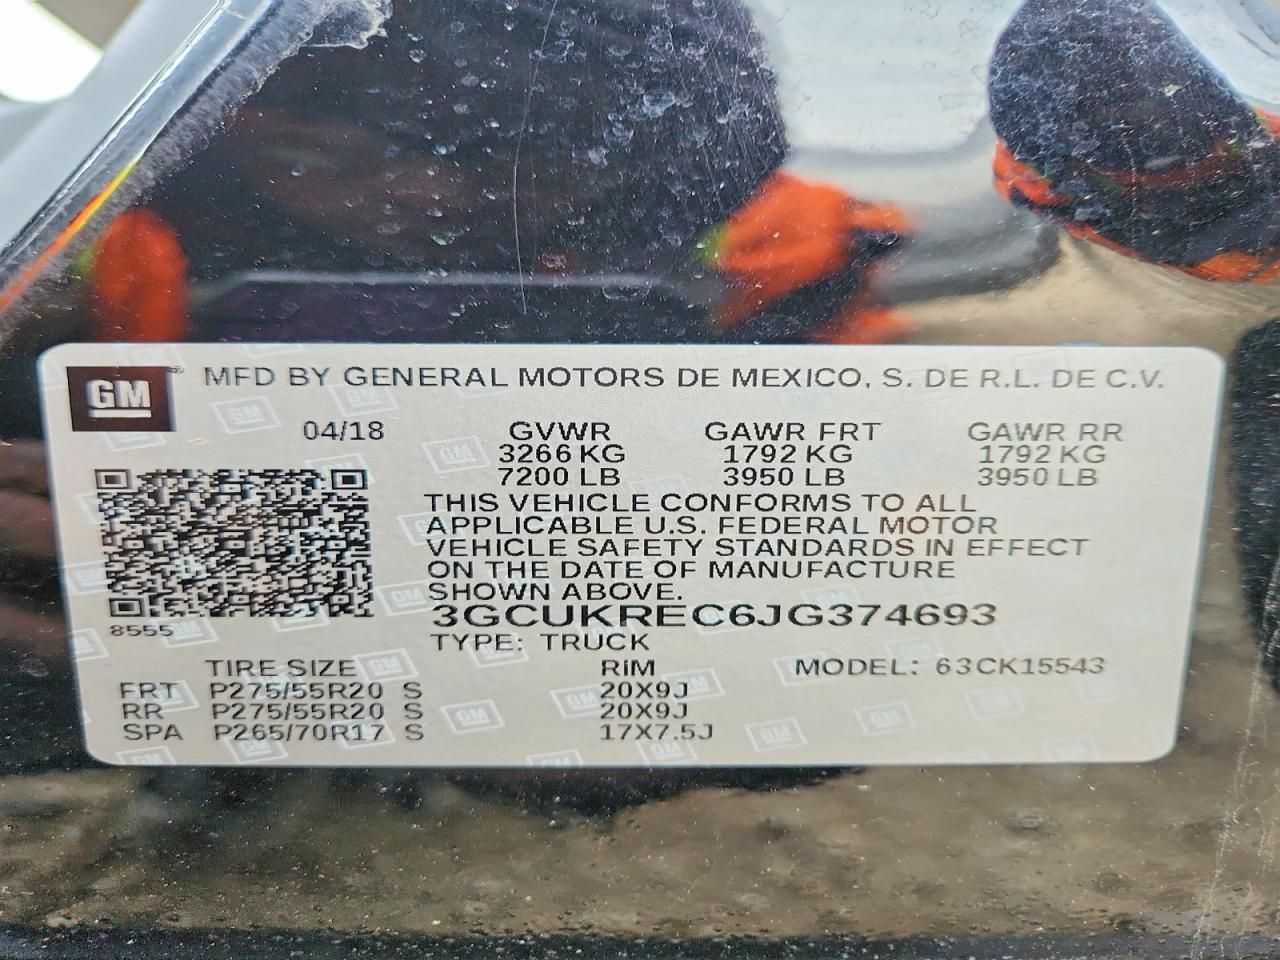 GM
MFD BY GENERAL MOTORS DE MEXICO, S. DE R.L. DE C.V.
04/18 GVWR GAWR FRT GAWR RR
3266 KG 1792 KG 1792 KG
7200 LB 3950 LB 3950 LB
THIS VEHICLE CONFORMS TO ALL
APPLICABLE U.S. FEDERAL MOTOR
VEHICLE SAFETY STANDARDS IN EFFECT
ON THE DATE OF MANUFACTURE
SHOWN ABOVE.
3GCUKREC6JG374693
8555
TYPE: TRUCK
TIRE SIZE RIM MODEL: 63CK15543
FRT P275/55R20 S 20X9J
RR P275/55R20 S 20X9J
SPA P265/70R17 S 17X7.5J